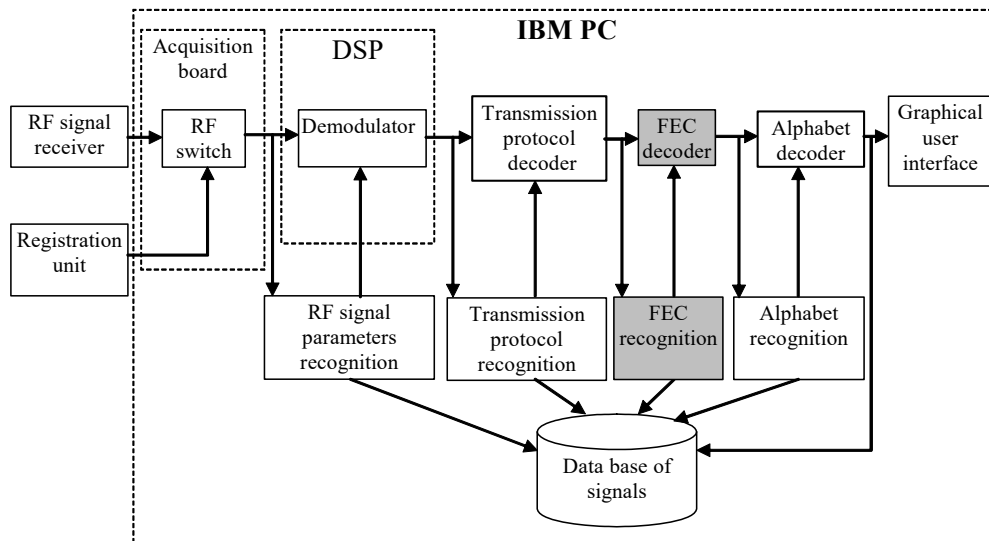 IBM PC
Acquisition
board
DSP
RF signal
receiver
RF
switch
Demodulator
Transmission
protocol
decoder
FEC
decoder
Alphabet
decoder
Graphical
user
interface
Registration
unit
RF signal
parameters
recognition
Transmission
protocol
recognition
FEC
recognition
Alphabet
recognition
Data base of
signals